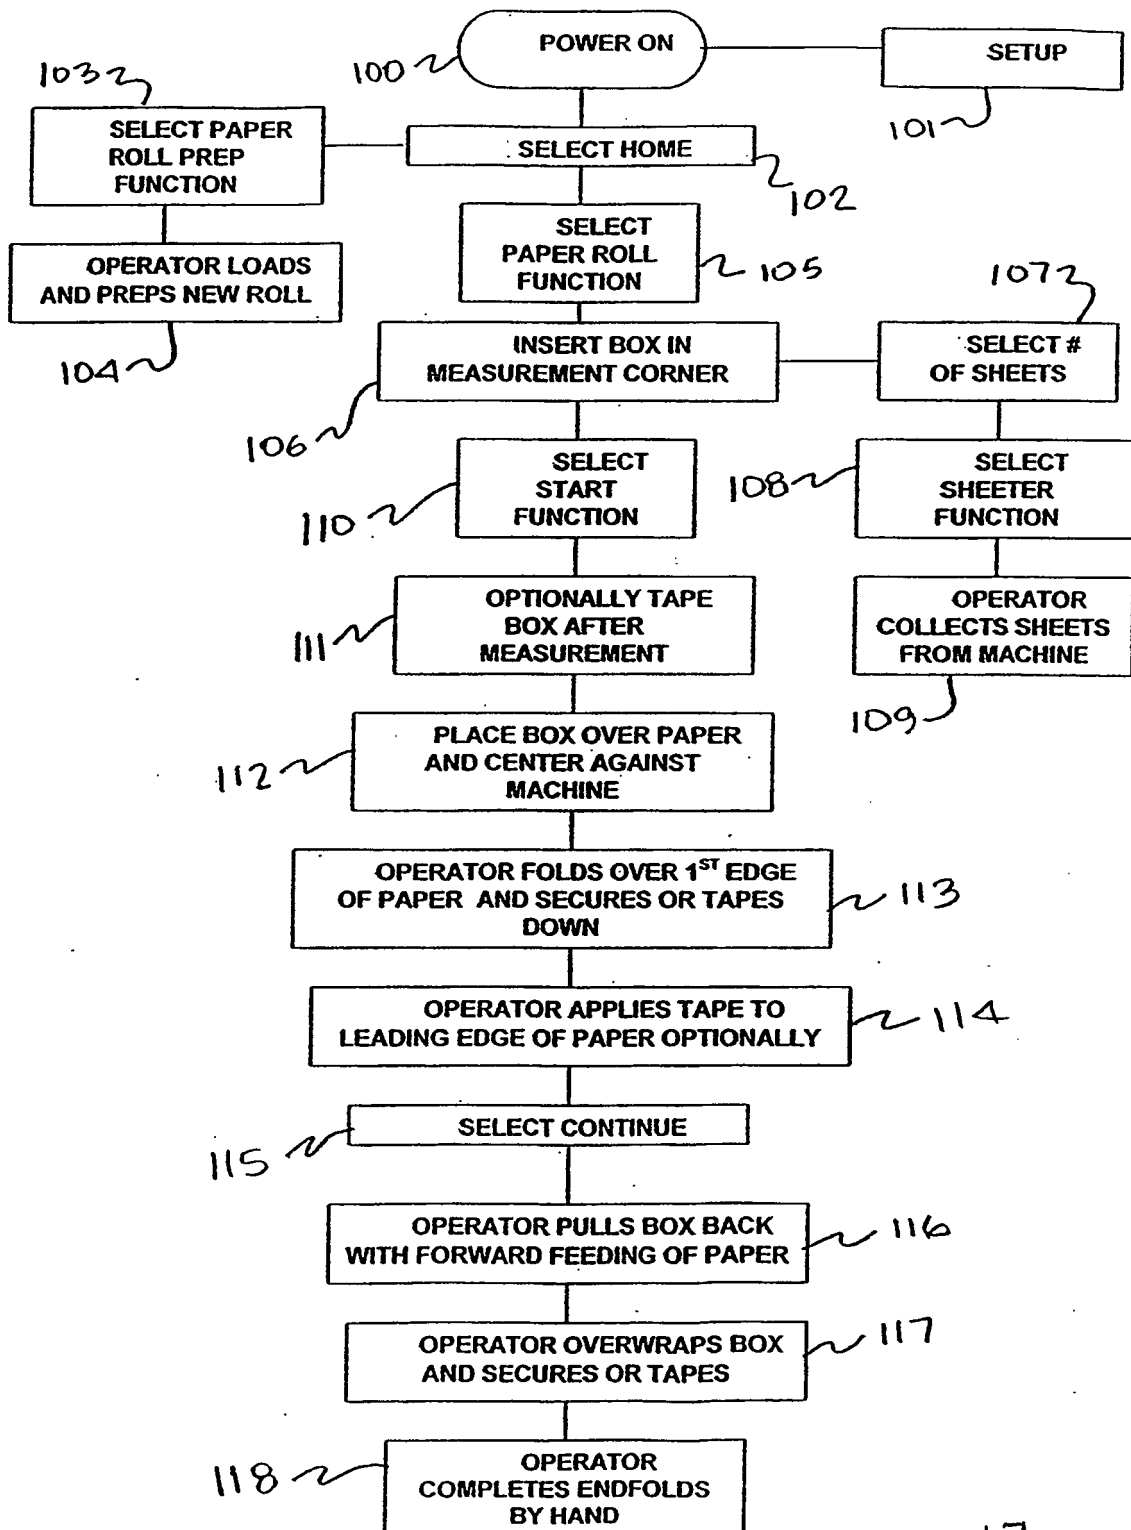 POWER ON
100
SETUP
101
103
SELECT PAPER
ROLL PREP
FUNCTION
SELECT HOME
102
OPERATOR LOADS
AND PREPS NEW ROLL
104
SELECT
PAPER ROLL
FUNCTION
105
INSERT BOX IN
MEASUREMENT CORNER
106
107
SELECT #
OF SHEETS
SELECT
START
FUNCTION
110
108
SELECT
SHEETER
FUNCTION
OPTIONALLY TAPE
BOX AFTER
MEASUREMENT
111
OPERATOR
COLLECTS SHEETS
FROM MACHINE
109
PLACE BOX OVER PAPER
AND CENTER AGAINST
MACHINE
112
OPERATOR FOLDS OVER 1ST EDGE
OF PAPER AND SECURES OR TAPES
DOWN
113
OPERATOR APPLIES TAPE TO
LEADING EDGE OF PAPER OPTIONALLY
114
SELECT CONTINUE
115
OPERATOR PULLS BOX BACK
WITH FORWARD FEEDING OF PAPER
116
OPERATOR OVERWRAPS BOX
AND SECURES OR TAPES
117
OPERATOR
COMPLETES ENDFOLDS
BY HAND
118